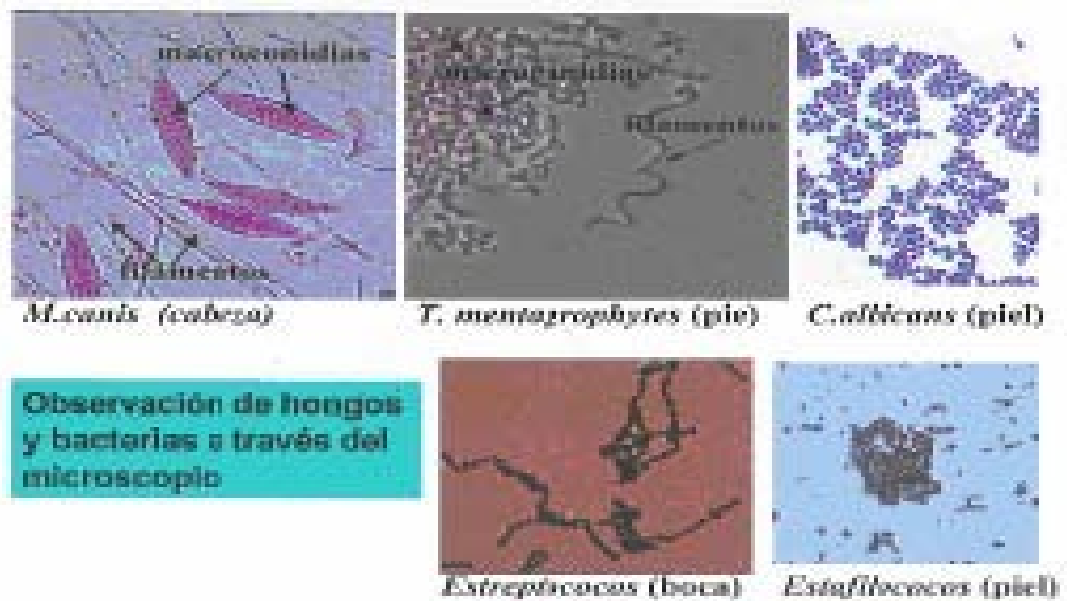 macroconidias
filamentos
M.canis (cabeza)
microconidias
filamentos
T. mentagrophytes (pie)
C.albicans (piel)
Observación de hongos
y bacterias a través del
microscopio
Estreptococos (boca)
Estafilococos (piel)